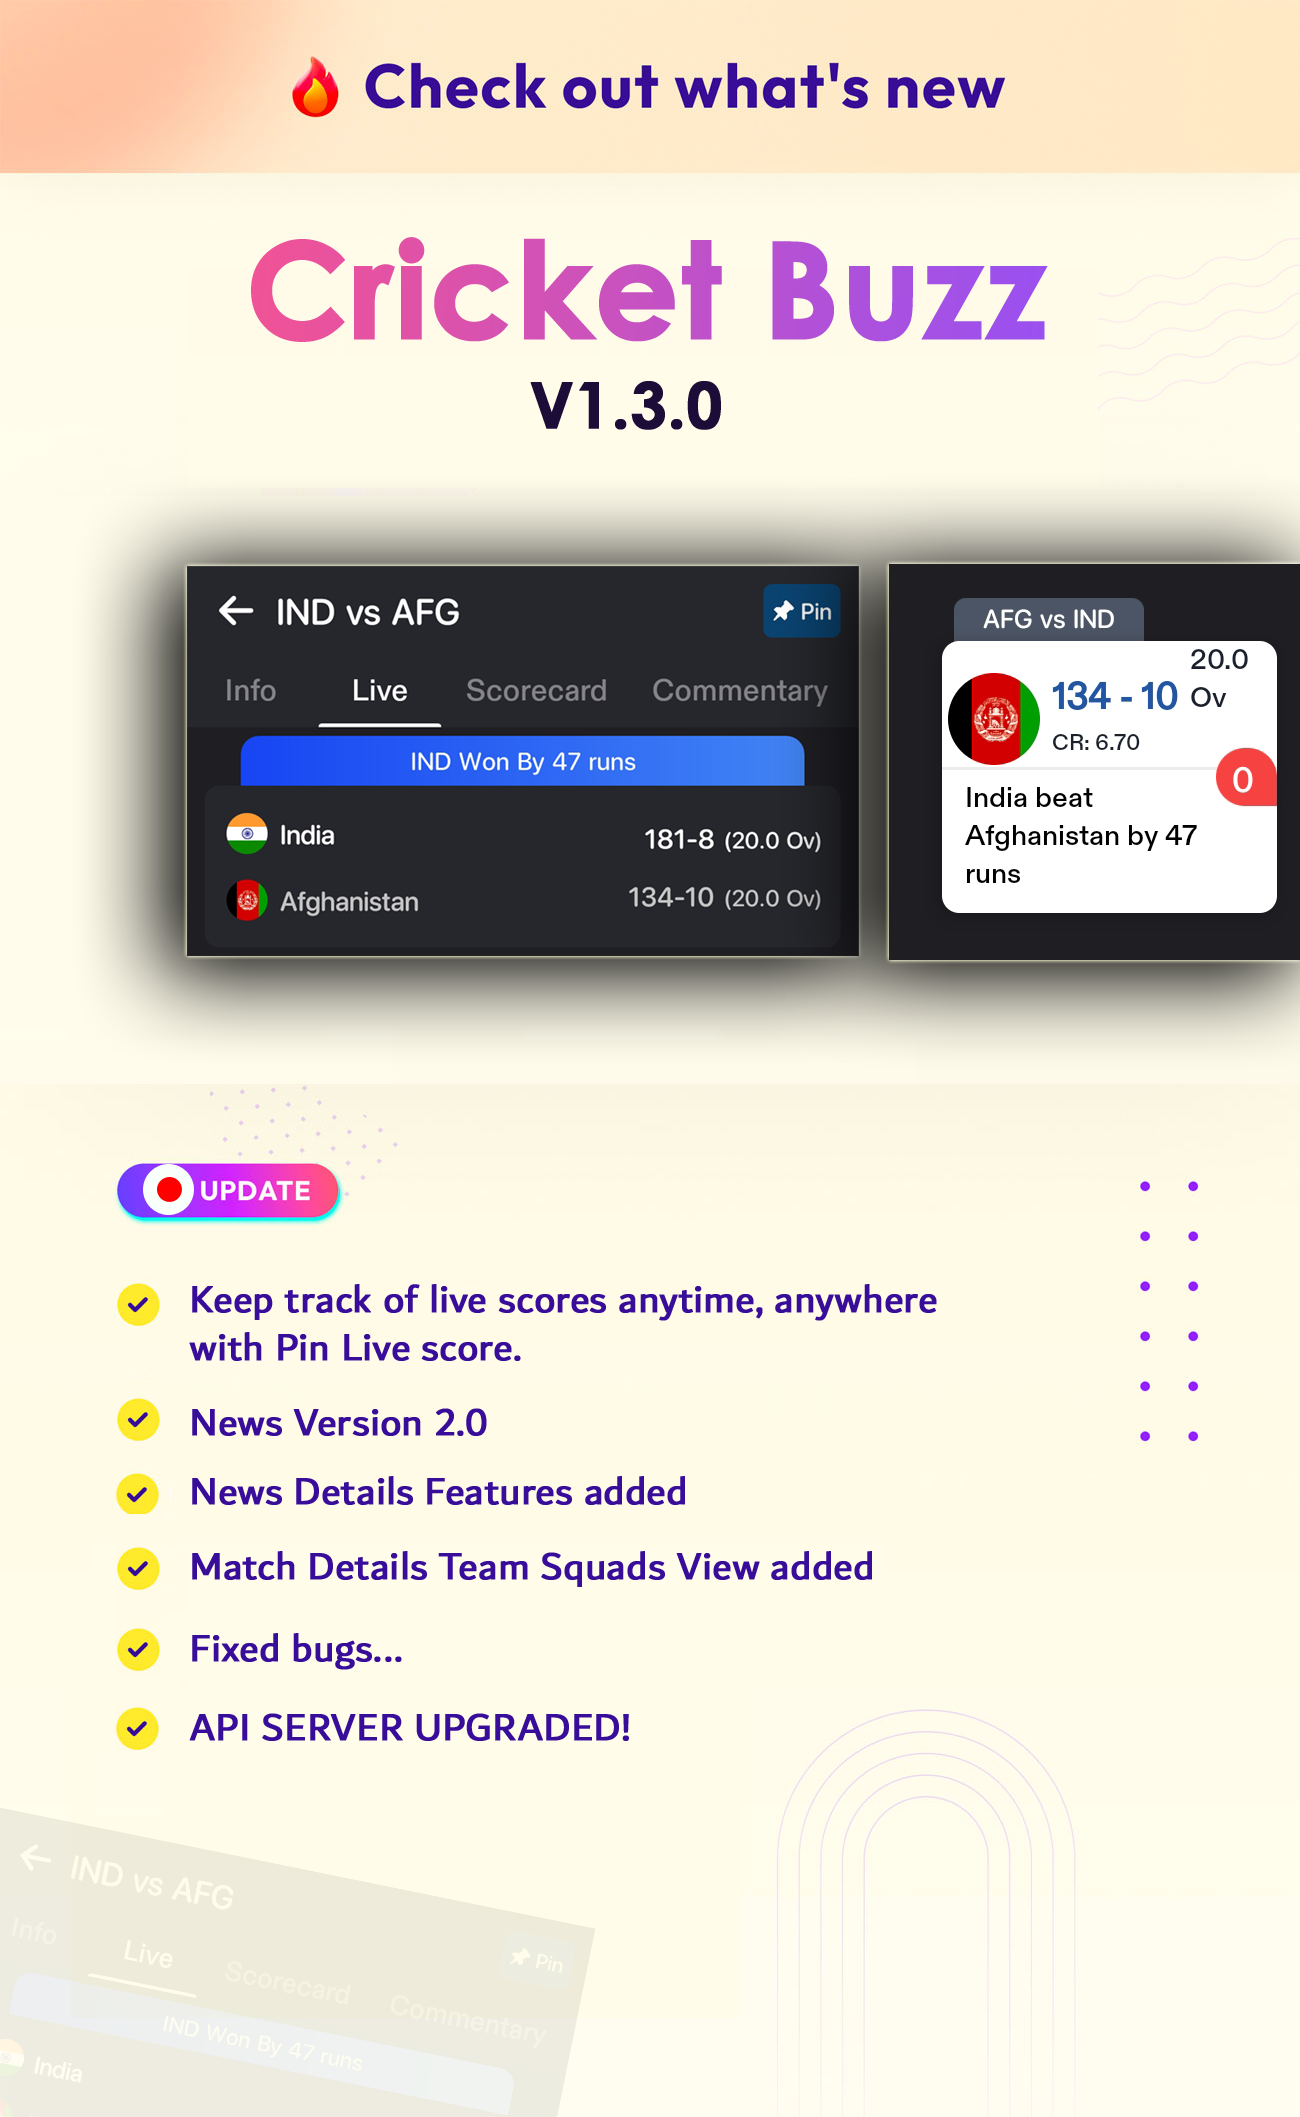 Check out what's new
Cricket Buzz
V1.3.0
IND vs AFG
Pin
Info Live Scorecard Commentary
IND Won By 47 runs
India 181-8 (20.0 Ov)
Afghanistan 134-10 (20.0 Ov)
AFG vs IND
134 - 10 20.0
Ov
CR: 6.70
0
India beat
Afghanistan by 47
runs
UPDATE
Keep track of live scores anytime, anywhere
with Pin Live score.
News Version 2.0
News Details Features added
Match Details Team Squads View added
Fixed bugs...
API SERVER UPGRADED!
IND vs AFG
Pin
Info Live Scorecard Commentary
IND Won By 47 runs
India